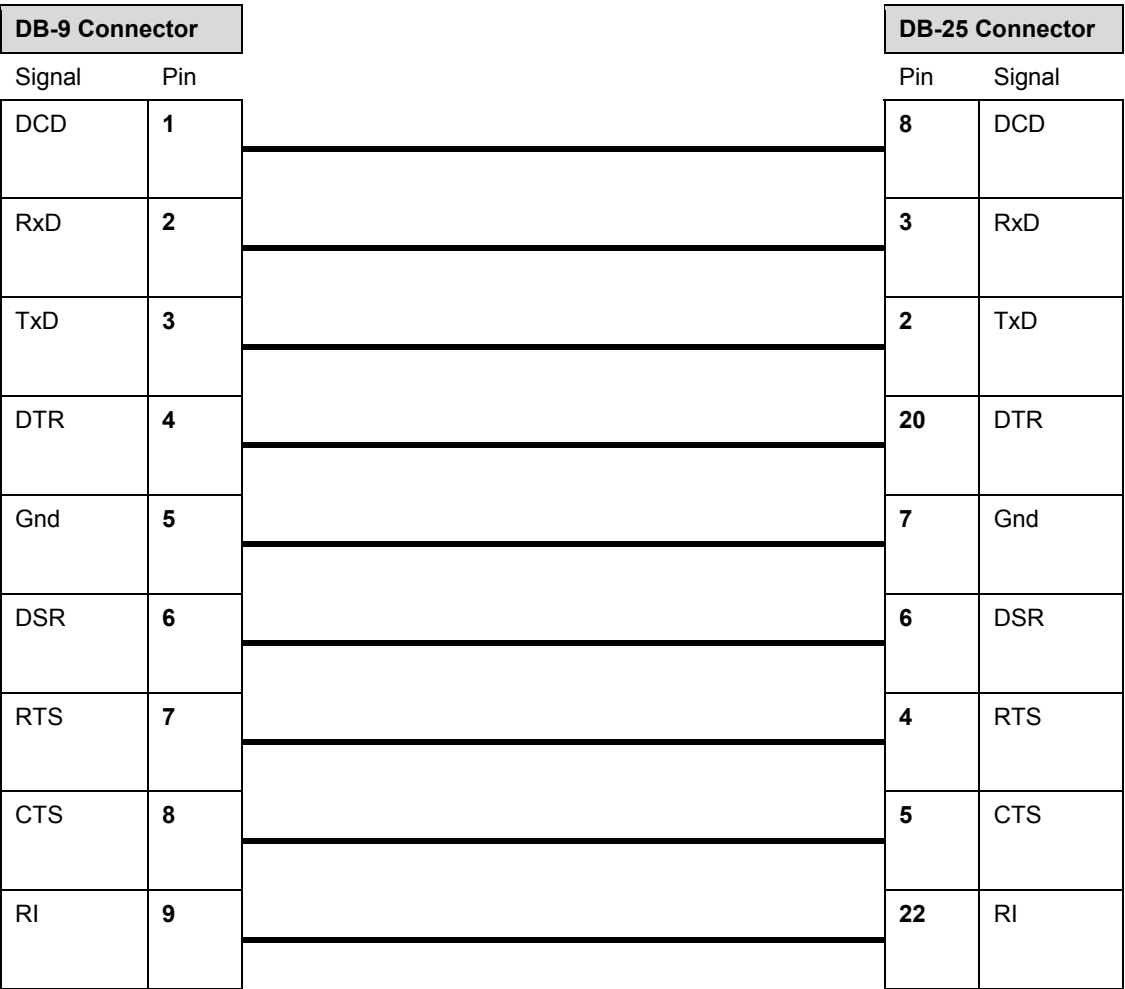 DB-9 Connector DB-25 Connector
Signal Pin Pin Signal
DCD 1 8 DCD
RxD 2 3 RxD
TxD 3 2 TxD
DTR 4 20 DTR
Gnd 5 7 Gnd
DSR 6 6 DSR
RTS 7 4 RTS
CTS 8 5 CTS
RI 9 22 RI